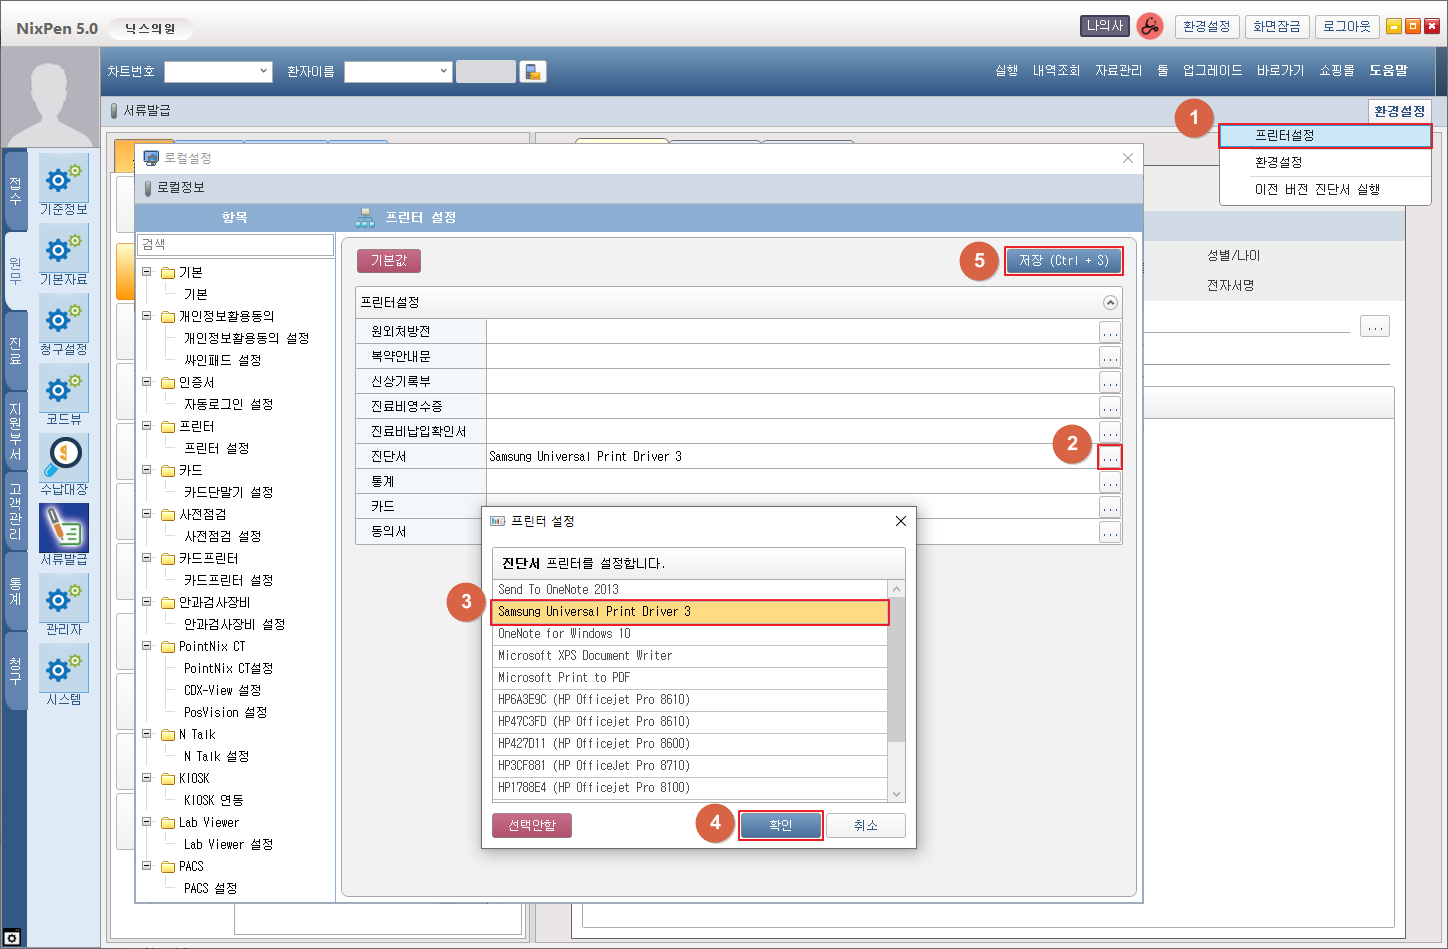 NixPen 5.0
닉스의원
나의사
환경설정
화면잠금
로그아웃
차트번호
환자이름
실행
내역조회
자료관리
툴
업그레이드
바로가기
쇼핑몰
도움말
서류발급
환경설정
1
프린터설정
환경설정
이전 버전 진단서 실행
접수
원무
진료
지원부서
고객관리
통계
청구
기준정보
기본자료
청구설정
코드뷰
수납대장
서류발급
관리자
시스템
로컬설정
로컬정보
항목
프린터 설정
검색
기본
기본
개인정보활용동의
개인정보활용동의 설정
싸인패드 설정
인증서
자동로그인 설정
프린터
프린터 설정
카드
카드단말기 설정
사전점검
사전점검 설정
카드프린터
카드프린터 설정
안과검사장비
안과검사장비 설정
PointNix CT
PointNix CT설정
CDX-View 설정
PosVision 설정
N Talk
N Talk 설정
KIOSK
KIOSK 연동
Lab Viewer
Lab Viewer 설정
PACS
PACS 설정
기본값
5
저장 (Ctrl + S)
프린터설정
원외처방전
...
복약안내문
...
신상기록부
...
진료비영수증
...
진료비납입확인서
...
진단서
Samsung Universal Print Driver 3
2
...
통계
...
카드
...
동의서
...
성별/나이
전자서명
...
프린터 설정
진단서 프린터를 설정합니다.
Send To OneNote 2013
3
Samsung Universal Print Driver 3
OneNote for Windows 10
Microsoft XPS Document Writer
Microsoft Print to PDF
HP6A3E9C (HP Officejet Pro 8610)
HP47C3FD (HP Officejet Pro 8610)
HP427D11 (HP Officejet Pro 8600)
HP3CF881 (HP OfficeJet Pro 8710)
HP1788E4 (HP Officejet Pro 8100)
선택안함
4
확인
취소